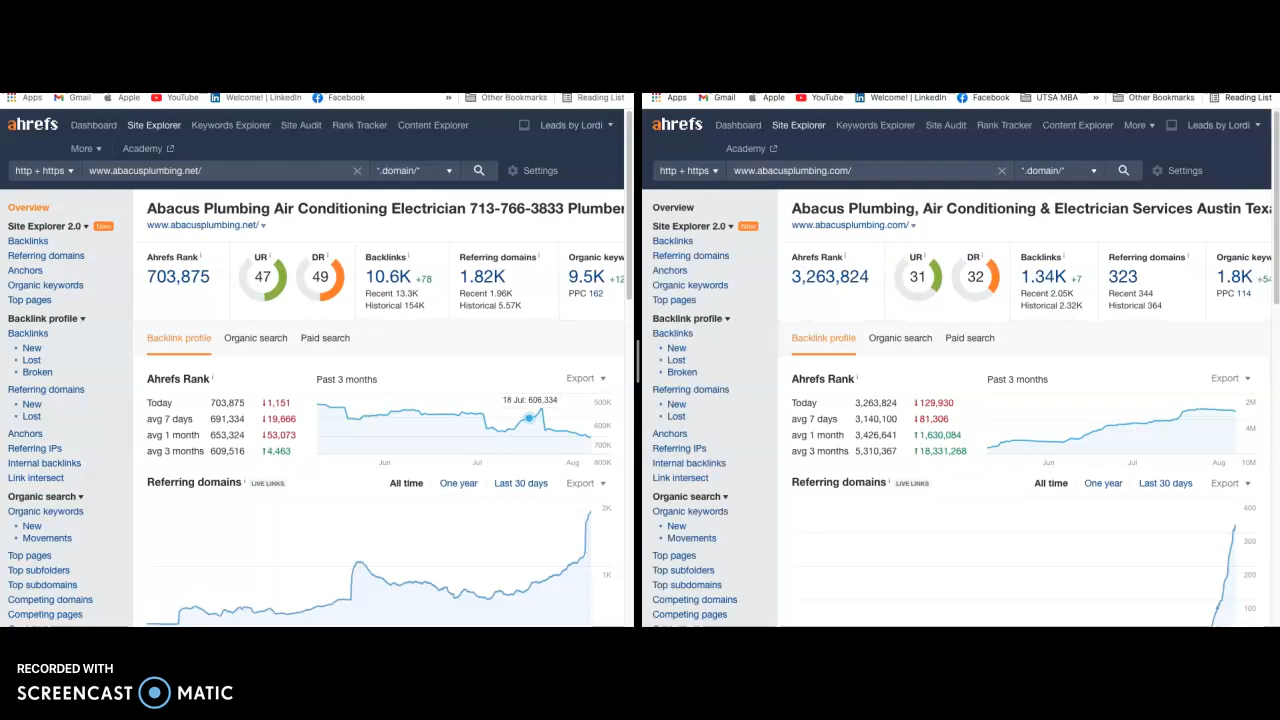 Apps Gmail Apple YouTube Welcome! | LinkedIn Facebook » Other Bookmarks Reading List
ahrefs Dashboard Site Explorer Keywords Explorer Site Audit Rank Tracker Content Explorer Leads by Lordi
More Academy
http + https www.abacusplumbing.net/ *.domain/* Settings
Overview
Site Explorer 2.0 New
Backlinks
Referring domains
Anchors
Organic keywords
Top pages
Backlink profile
Backlinks
• New
• Lost
• Broken
Referring domains
• New
• Lost
Anchors
Referring IPs
Internal backlinks
Link intersect
Organic search
Organic keywords
• New
• Movements
Top pages
Top subfolders
Top subdomains
Competing domains
Competing pages
Abacus Plumbing Air Conditioning Electrician 713-766-3833 Plumber
www.abacusplumbing.net/
Ahrefs Rank
703,875
UR
47
DR
49
Backlinks
10.6K +78
Recent 13.3K
Historical 154K
Referring domains
1.82K
Recent 1.96K
Historical 5.57K
Organic keyw
9.5K +12
PPC 162
Backlink profile Organic search Paid search
Ahrefs Rank Past 3 months Export
Today 703,875 ↓1,151
avg 7 days 691,334 ↓19,666
avg 1 month 653,324 ↓53,073
avg 3 months 609,516 ↑4,463
18 Jul: 606,334
500K
600K
700K
800K
Jun Jul Aug
Referring domains LIVE LINKS All time One year Last 30 days Export
2K
1K
Apps Gmail Apple YouTube Welcome! | LinkedIn Facebook UTSA MBA » Other Bookmarks Reading List
ahrefs Dashboard Site Explorer Keywords Explorer Site Audit Rank Tracker Content Explorer More Leads by Lordi
Academy
http + https www.abacusplumbing.com/ *.domain/* Settings
Overview
Site Explorer 2.0 New
Backlinks
Referring domains
Anchors
Organic keywords
Top pages
Backlink profile
Backlinks
• New
• Lost
• Broken
Referring domains
• New
• Lost
Anchors
Referring IPs
Internal backlinks
Link intersect
Organic search
Organic keywords
• New
• Movements
Top pages
Top subfolders
Top subdomains
Competing domains
Competing pages
Abacus Plumbing, Air Conditioning & Electrician Services Austin Texa
www.abacusplumbing.com/
Ahrefs Rank
3,263,824
UR
31
DR
32
Backlinks
1.34K +7
Recent 2.05K
Historical 2.32K
Referring domains
323
Recent 344
Historical 364
Organic keyw
1.8K +54
PPC 114
Backlink profile Organic search Paid search
Ahrefs Rank Past 3 months Export
Today 3,263,824 ↓129,930
avg 7 days 3,140,100 ↓81,306
avg 1 month 3,426,641 ↑1,630,084
avg 3 months 5,310,367 ↑18,331,268
2M
4M
10M
Jun Jul Aug
Referring domains LIVE LINKS All time One year Last 30 days Export
400
300
200
100
RECORDED WITH
SCREENCAST MATIC